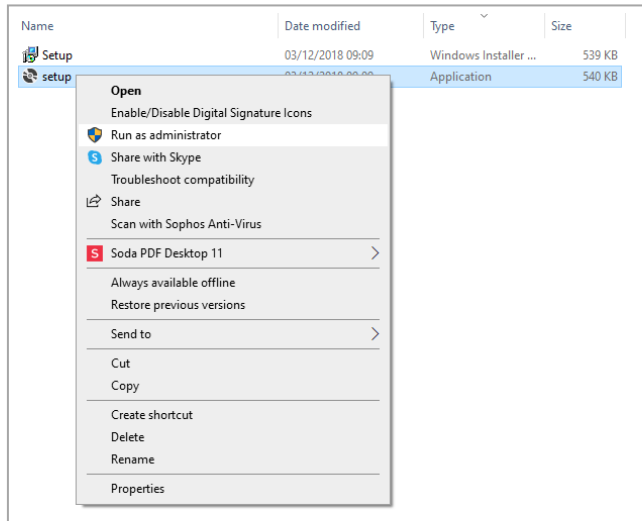 Name Date modified Type Size
Setup 03/12/2018 09:09 Windows Installer ... 539 KB
setup Application 540 KB
Open
Enable/Disable Digital Signature Icons
Run as administrator
Share with Skype
Troubleshoot compatibility
Share
Scan with Sophos Anti-Virus
S Soda PDF Desktop 11
Always available offline
Restore previous versions
Send to
Cut
Copy
Create shortcut
Delete
Rename
Properties